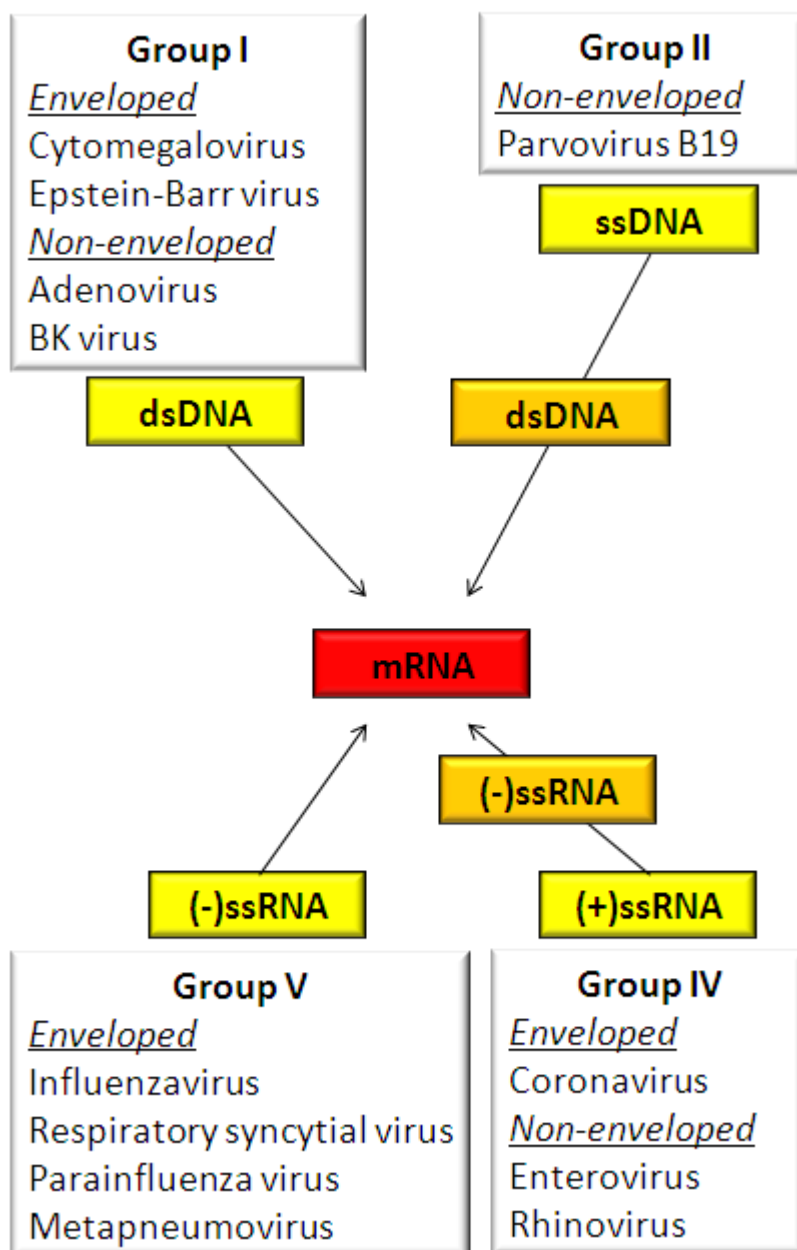 Group I
Enveloped
Cytomegalovirus
Epstein-Barr virus
Non-enveloped
Adenovirus
BK virus
dsDNA
Group II
Non-enveloped
Parvovirus B19
ssDNA
dsDNA
mRNA
(-)ssRNA
(-)ssRNA
Group V
Enveloped
Influenzavirus
Respiratory syncytial virus
Parainfluenza virus
Metapneumovirus
(+)ssRNA
Group IV
Enveloped
Coronavirus
Non-enveloped
Enterovirus
Rhinovirus